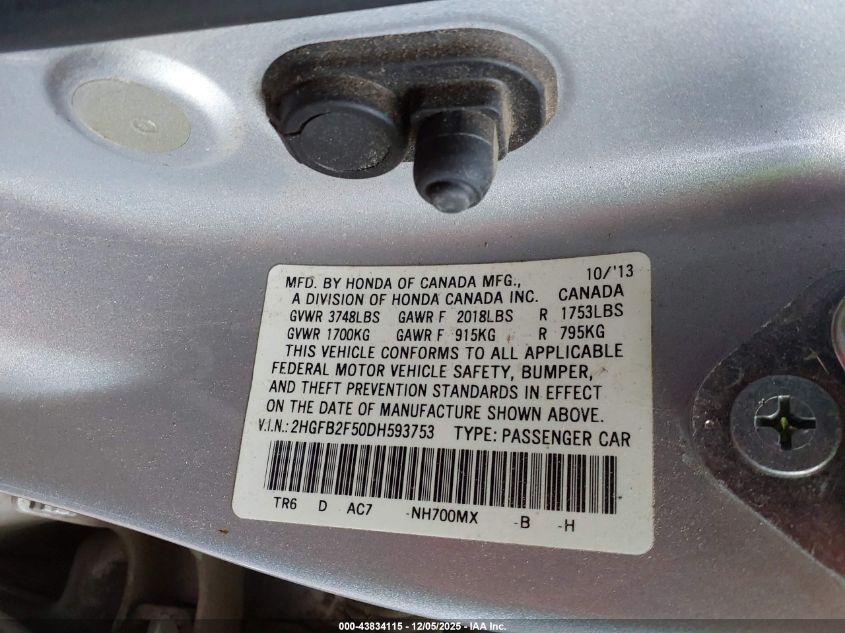 10/'13
MFD. BY HONDA OF CANADA MFG.,
A DIVISION OF HONDA CANADA INC. CANADA
GVWR 3748LBS GAWR F 2018LBS R 1753LBS
GVWR 1700KG GAWR F 915KG R 795KG
THIS VEHICLE CONFORMS TO ALL APPLICABLE
FEDERAL MOTOR VEHICLE SAFETY, BUMPER,
AND THEFT PREVENTION STANDARDS IN EFFECT
ON THE DATE OF MANUFACTURE SHOWN ABOVE.
V.I.N.: 2HGFB2F50DH593753 TYPE: PASSENGER CAR
TR6 D AC7 -NH700MX -B -H
000-43834115 - 12/05/2025 - IAA - Copart